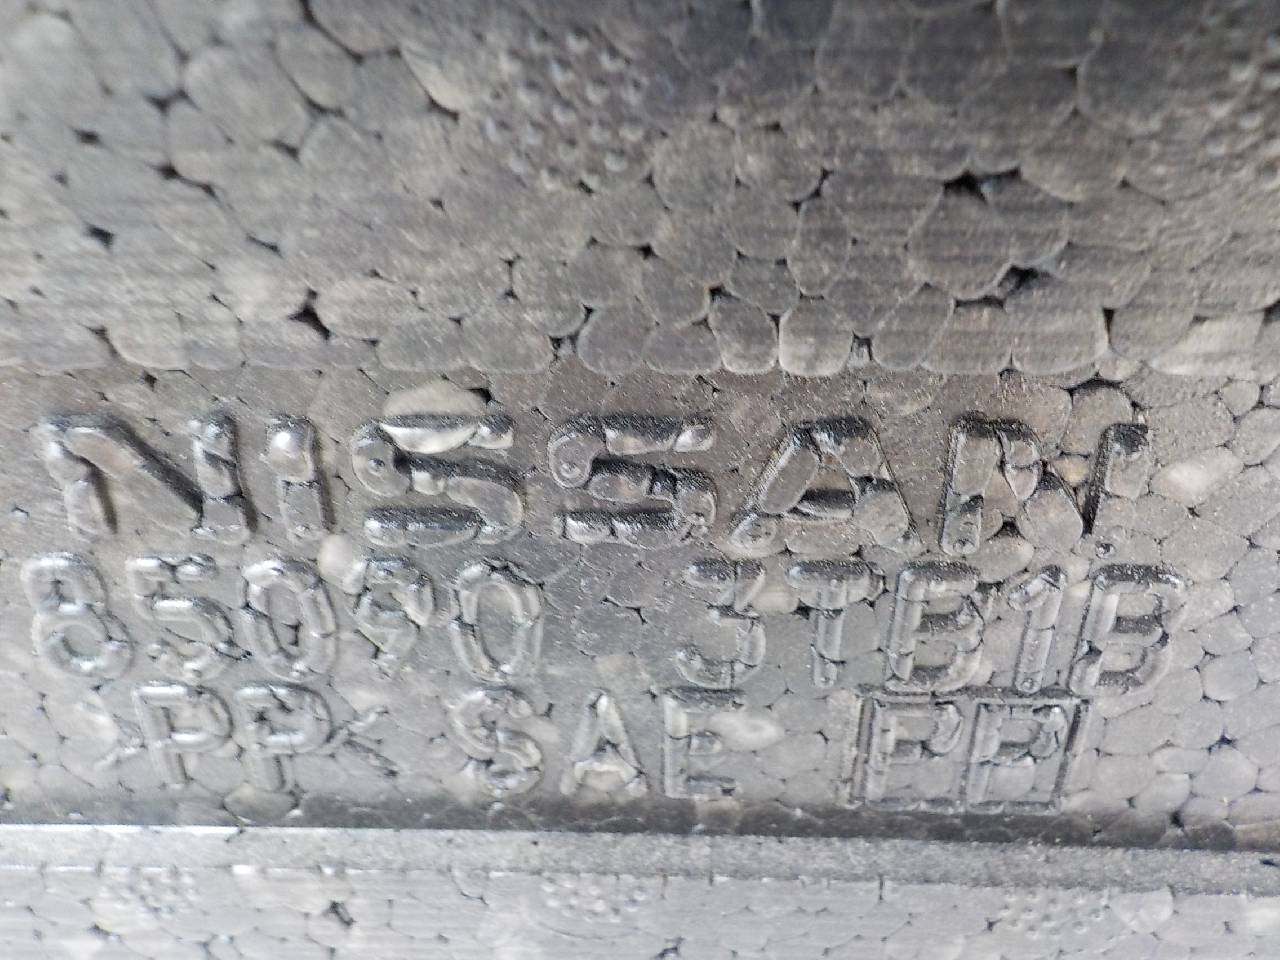 NISSAN
85090 3TB1B
>PP< SAE PP